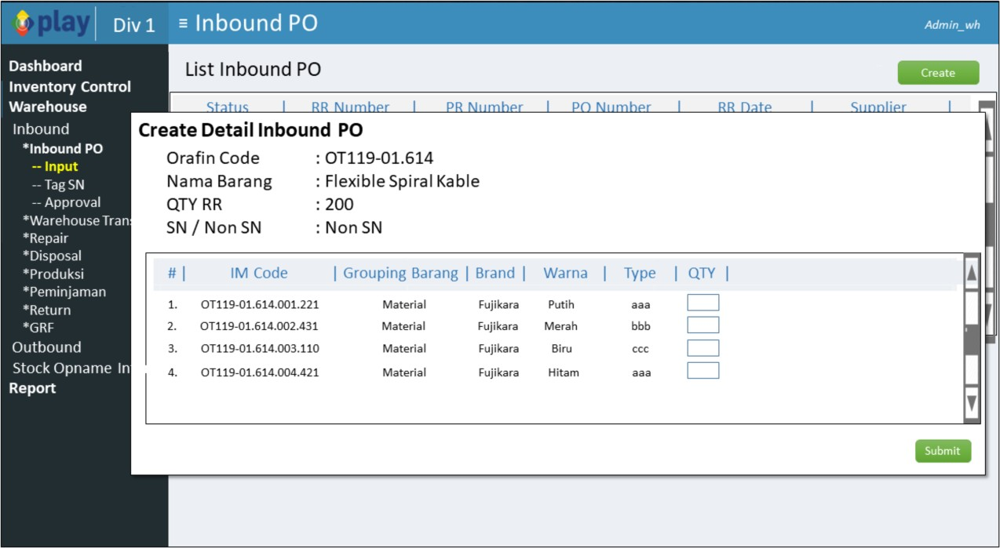 play Div 1 ≡ Inbound PO Admin_wh
Dashboard
Inventory Control
Warehouse
Inbound
*Inbound PO
-- Input
-- Tag SN
-- Approval
*Warehouse Trans
*Repair
*Disposal
*Produksi
*Peminjaman
*Return
*GRF
Outbound
Stock Opname In
Report
List Inbound PO Create
Status | RR Number | PR Number | PO Number | RR Date | Supplier |
Create Detail Inbound PO
Orafin Code : OT119-01.614
Nama Barang : Flexible Spiral Kable
QTY RR : 200
SN / Non SN : Non SN
# | IM Code | Grouping Barang | Brand | Warna | Type | QTY |
1. OT119-01.614.001.221 Material Fujikara Putih aaa
2. OT119-01.614.002.431 Material Fujikara Merah bbb
3. OT119-01.614.003.110 Material Fujikara Biru ccc
4. OT119-01.614.004.421 Material Fujikara Hitam aaa
Submit